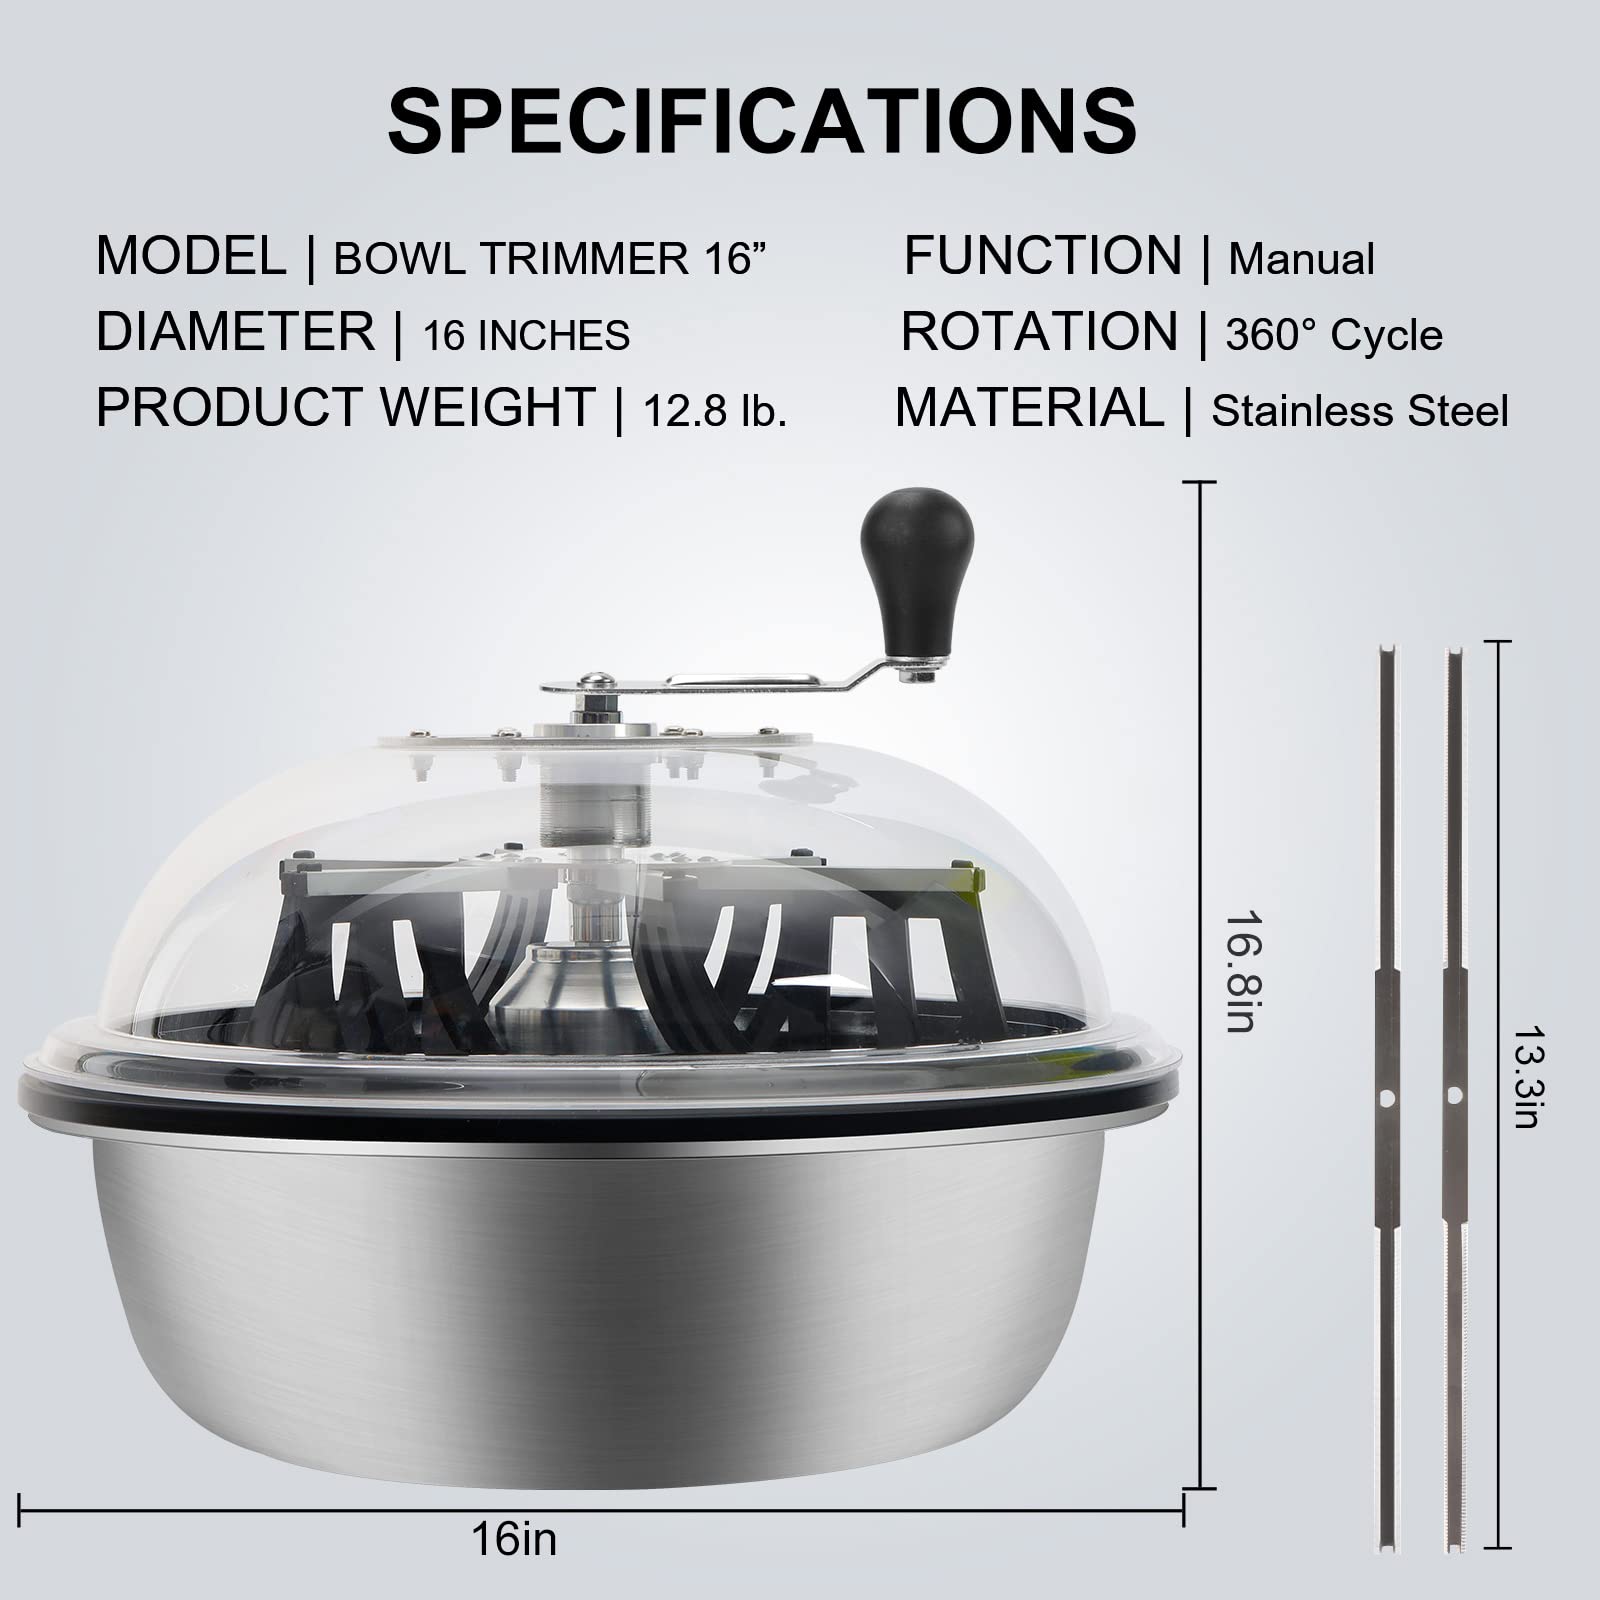 SPECIFICATIONS
MODEL | BOWL TRIMMER 16”
FUNCTION | Manual
DIAMETER | 16 INCHES
ROTATION | 360° Cycle
PRODUCT WEIGHT | 12.8 lb.
MATERIAL | Stainless Steel
16.8in
13.3in
16in